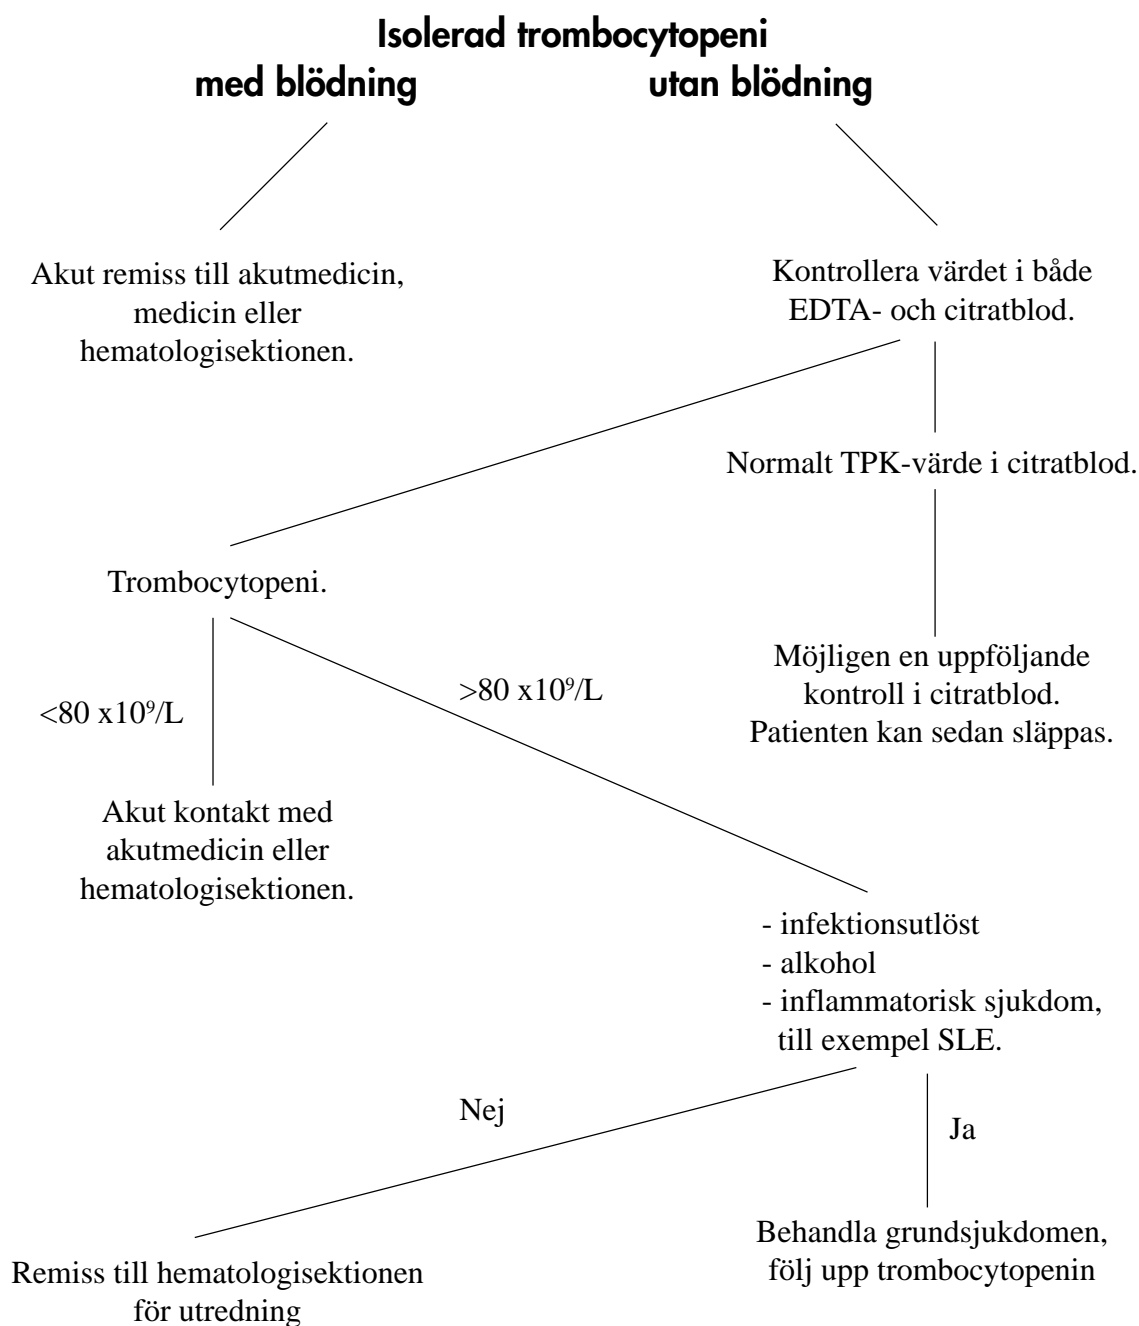 Isolerad trombocytopeni
med blödning utan blödning
Akut remiss till akutmedicin,
medicin eller
hematologisektionen.
Kontrollera värdet i både
EDTA- och citratblod.
Normalt TPK-värde i citratblod.
Trombocytopeni.
Möjligen en uppföljande
kontroll i citratblod.
Patienten kan sedan släppas.
<80 x10⁹/L
>80 x10⁹/L
Akut kontakt med
akutmedicin eller
hematologisektionen.
- infektionsutlöst
- alkohol
- inflammatorisk sjukdom,
till exempel SLE.
Nej
Ja
Remiss till hematologisektionen
för utredning
Behandla grundsjukdomen,
följ upp trombocytopenin